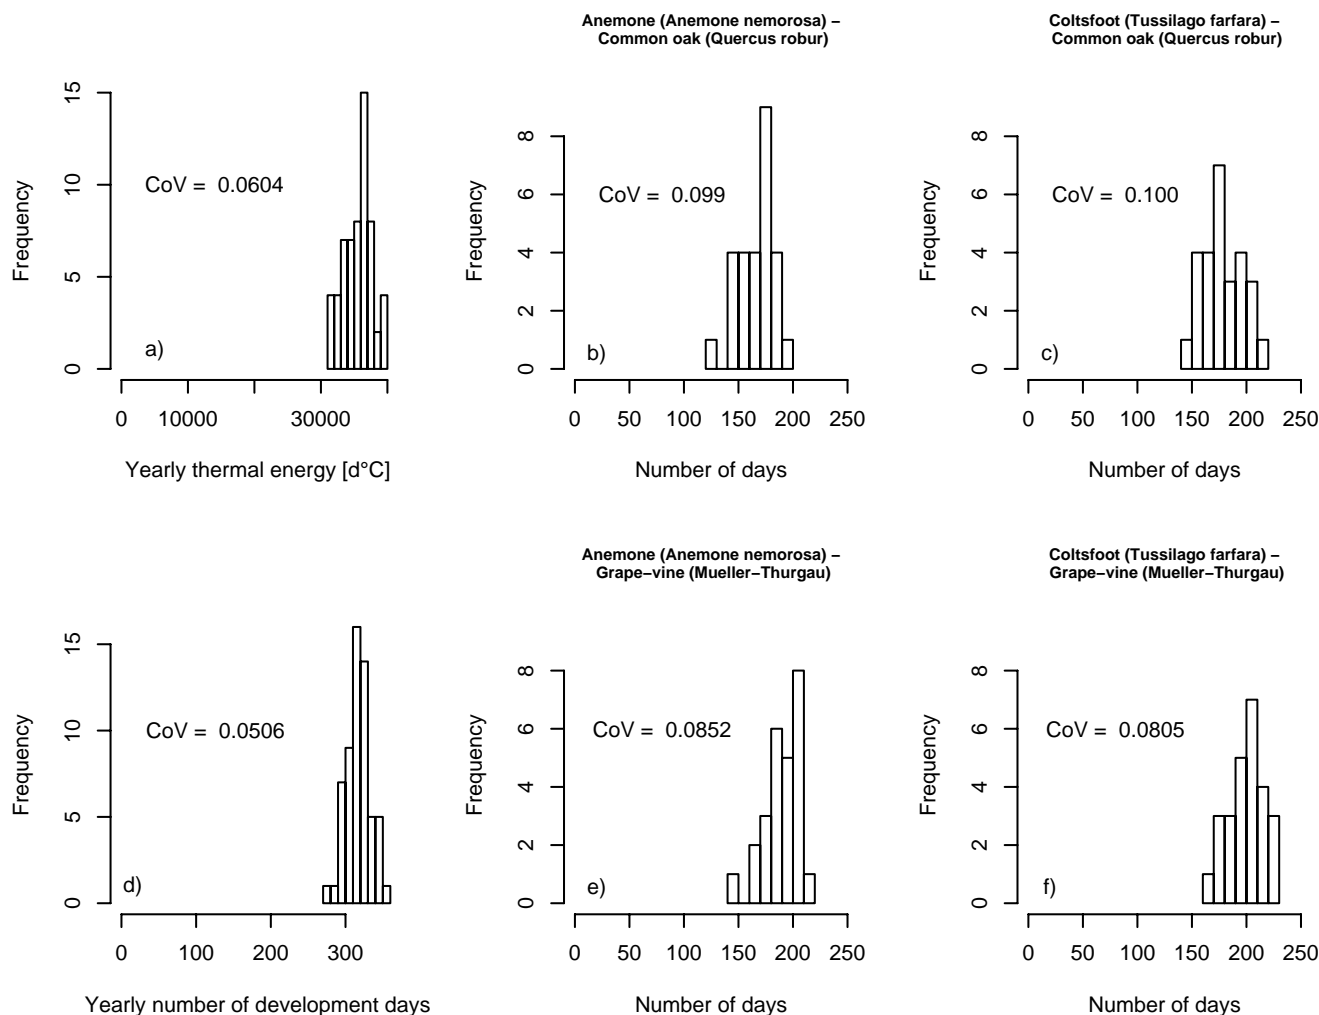 Frequency
15
10
5
0
CoV = 0.0604
a)
0 10000 30000
Yearly thermal energy [d°C]
Anemone (Anemone nemorosa) –
Common oak (Quercus robur)
Frequency
8
6
4
2
0
CoV = 0.099
b)
0 50 100 150 200 250
Number of days
Coltsfoot (Tussilago farfara) –
Common oak (Quercus robur)
Frequency
8
6
4
2
0
CoV = 0.100
c)
0 50 100 150 200 250
Number of days
Frequency
15
10
5
0
CoV = 0.0506
d)
0 100 200 300
Yearly number of development days
Anemone (Anemone nemorosa) –
Grape–vine (Mueller–Thurgau)
Frequency
8
6
4
2
0
CoV = 0.0852
e)
0 50 100 150 200 250
Number of days
Coltsfoot (Tussilago farfara) –
Grape–vine (Mueller–Thurgau)
Frequency
8
6
4
2
0
CoV = 0.0805
f)
0 50 100 150 200 250
Number of days